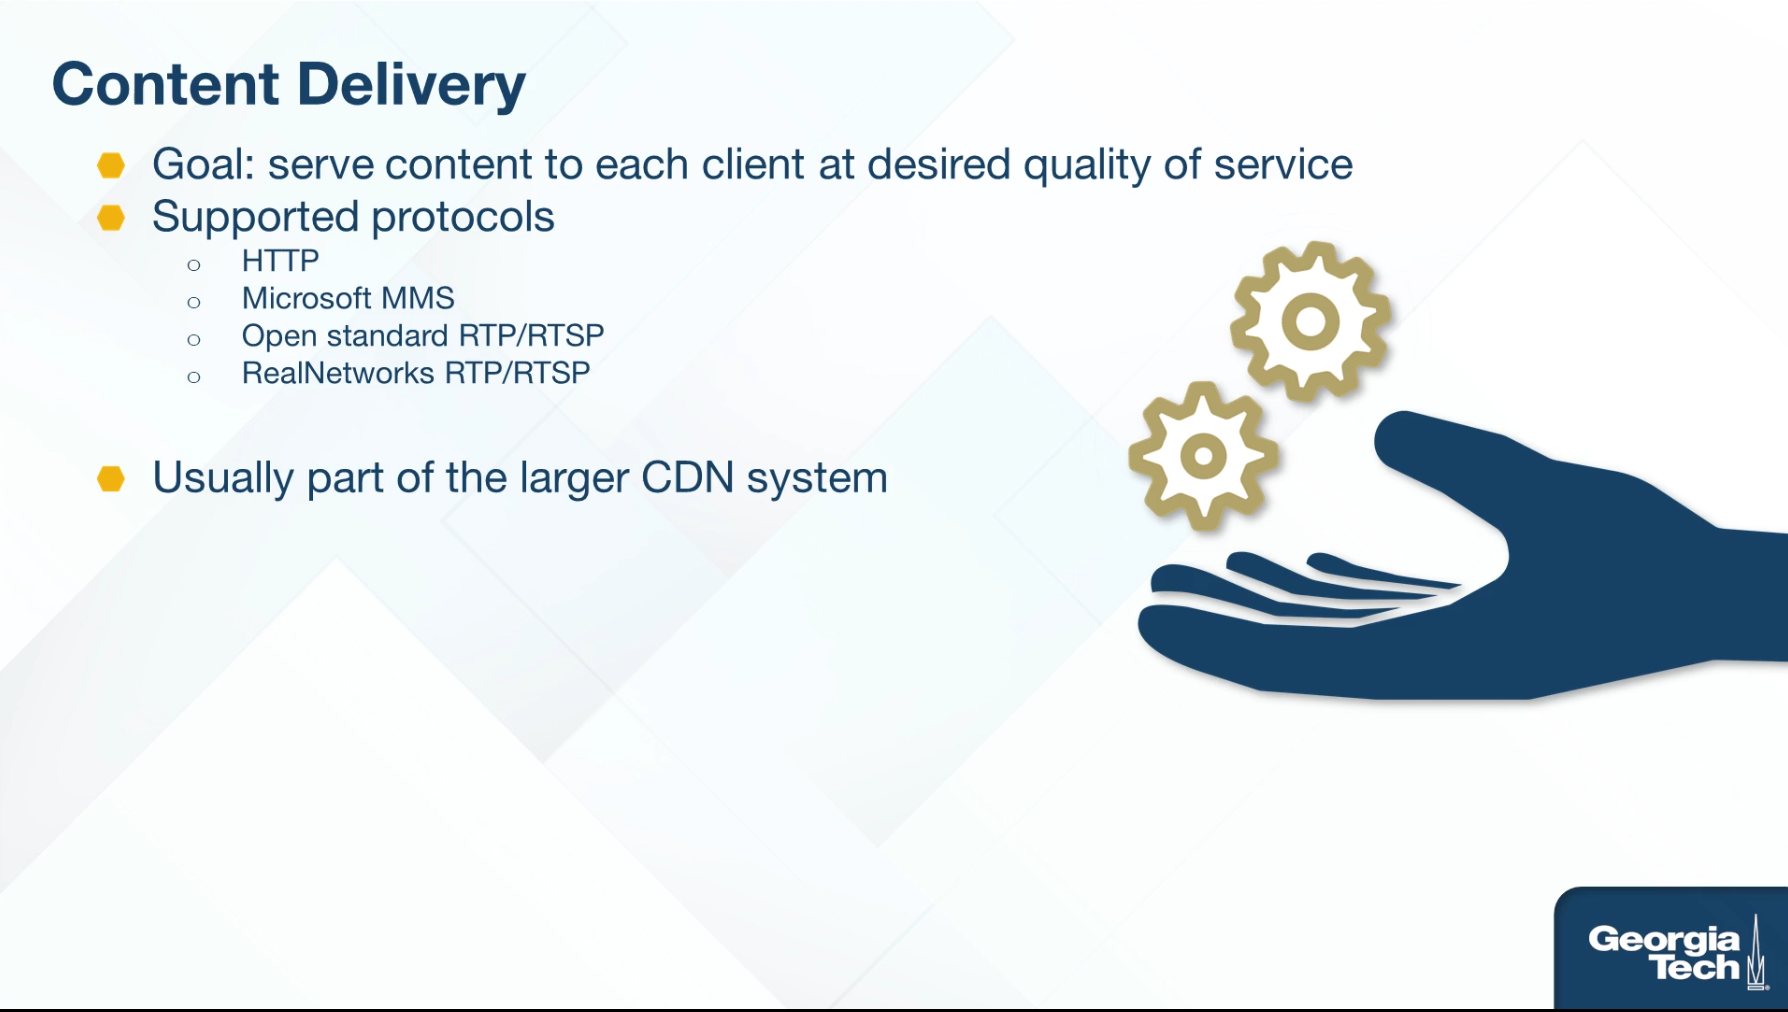 Content Delivery
Goal: serve content to each client at desired quality of service
Supported protocols
HTTP
Microsoft MMS
Open standard RTP/RTSP
RealNetworks RTP/RTSP
Usually part of the larger CDN system
Georgia
Tech